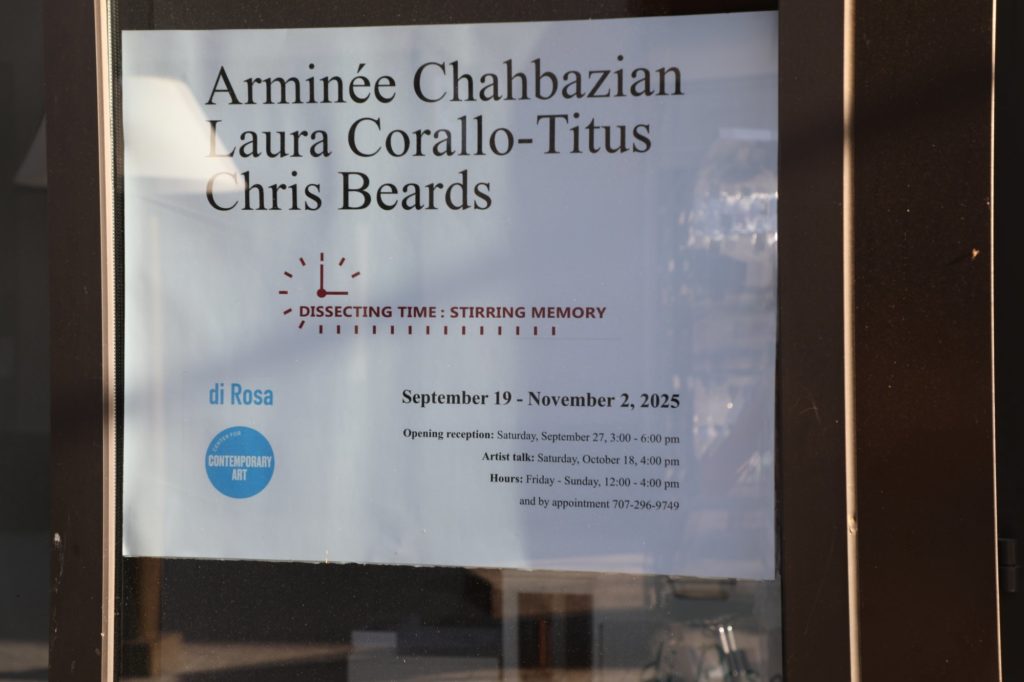 Arminée Chahbazian
Laura Corallo-Titus
Chris Beards
DISSECTING TIME : STIRRING MEMORY
di Rosa
CENTER FOR
CONTEMPORARY
ART
September 19 - November 2, 2025
Opening reception: Saturday, September 27, 3:00 - 6:00 pm
Artist talk: Saturday, October 18, 4:00 pm
Hours: Friday - Sunday, 12:00 - 4:00 pm
and by appointment 707-296-9749